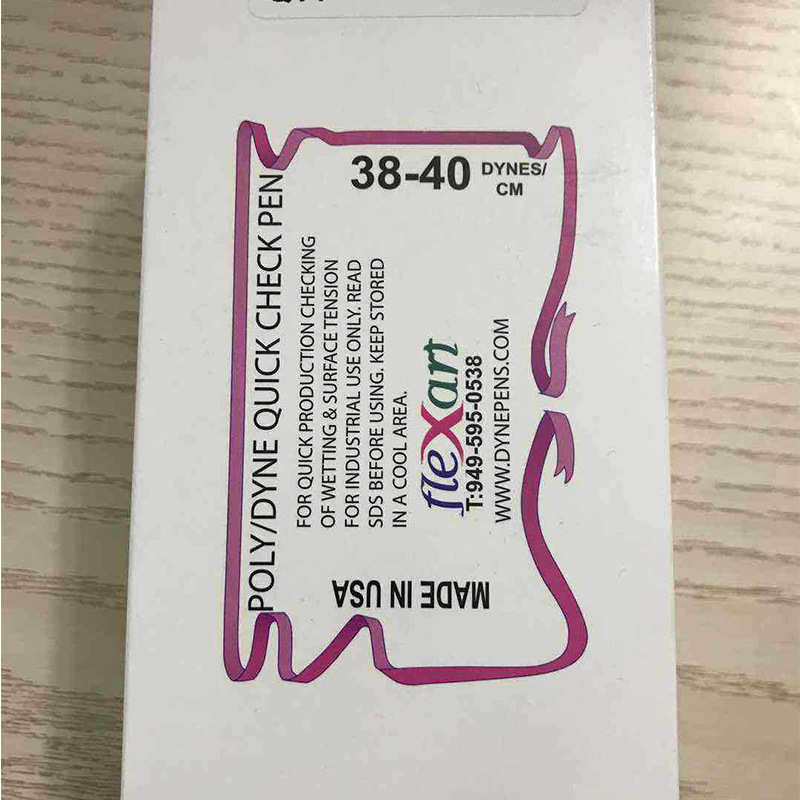 38-40 DYNES/
CM
POLY/DYNE QUICK CHECK PEN
FOR QUICK PRODUCTION CHECKING
OF WETTING & SURFACE TENSION
FOR INDUSTRIAL USE ONLY. READ
SDS BEFORE USING. KEEP STORED
IN A COOL AREA.
fleXart
T:949-595-0538
WWW.DYNEPENS.COM
MADE IN USA